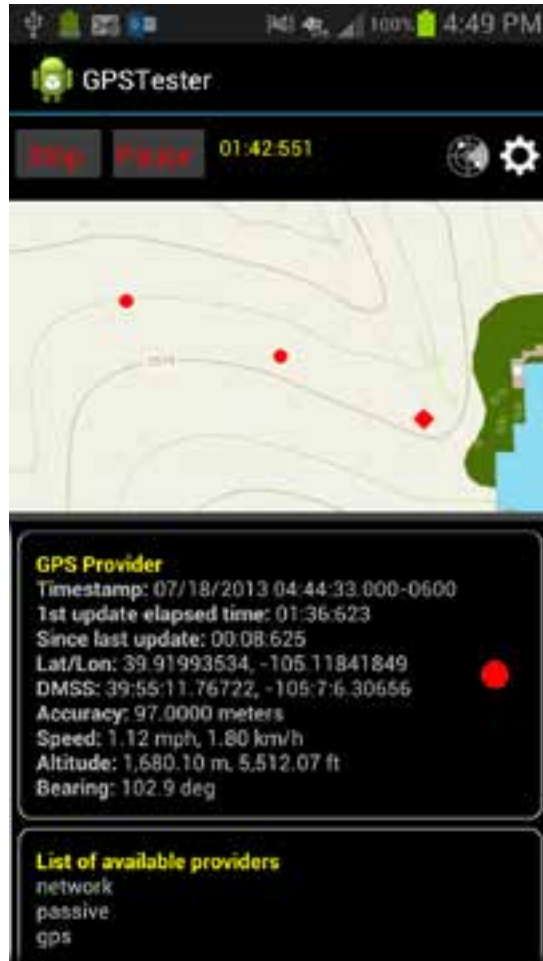 100% 4:49 PM
GPSTester
Stop Pause 01:42:551
GPS Provider
Timestamp: 07/18/2013 04:44:33.000-0600
1st update elapsed time: 01:36:623
Since last update: 00:08:625
Lat/Lon: 39.91993534, -105.11841849
DMSS: 39:55:11.76722, -105:7:6.30656
Accuracy: 97.0000 meters
Speed: 1.12 mph, 1.80 km/h
Altitude: 1,680.10 m, 5,512.07 ft
Bearing: 102.9 deg
List of available providers
network
passive
gps